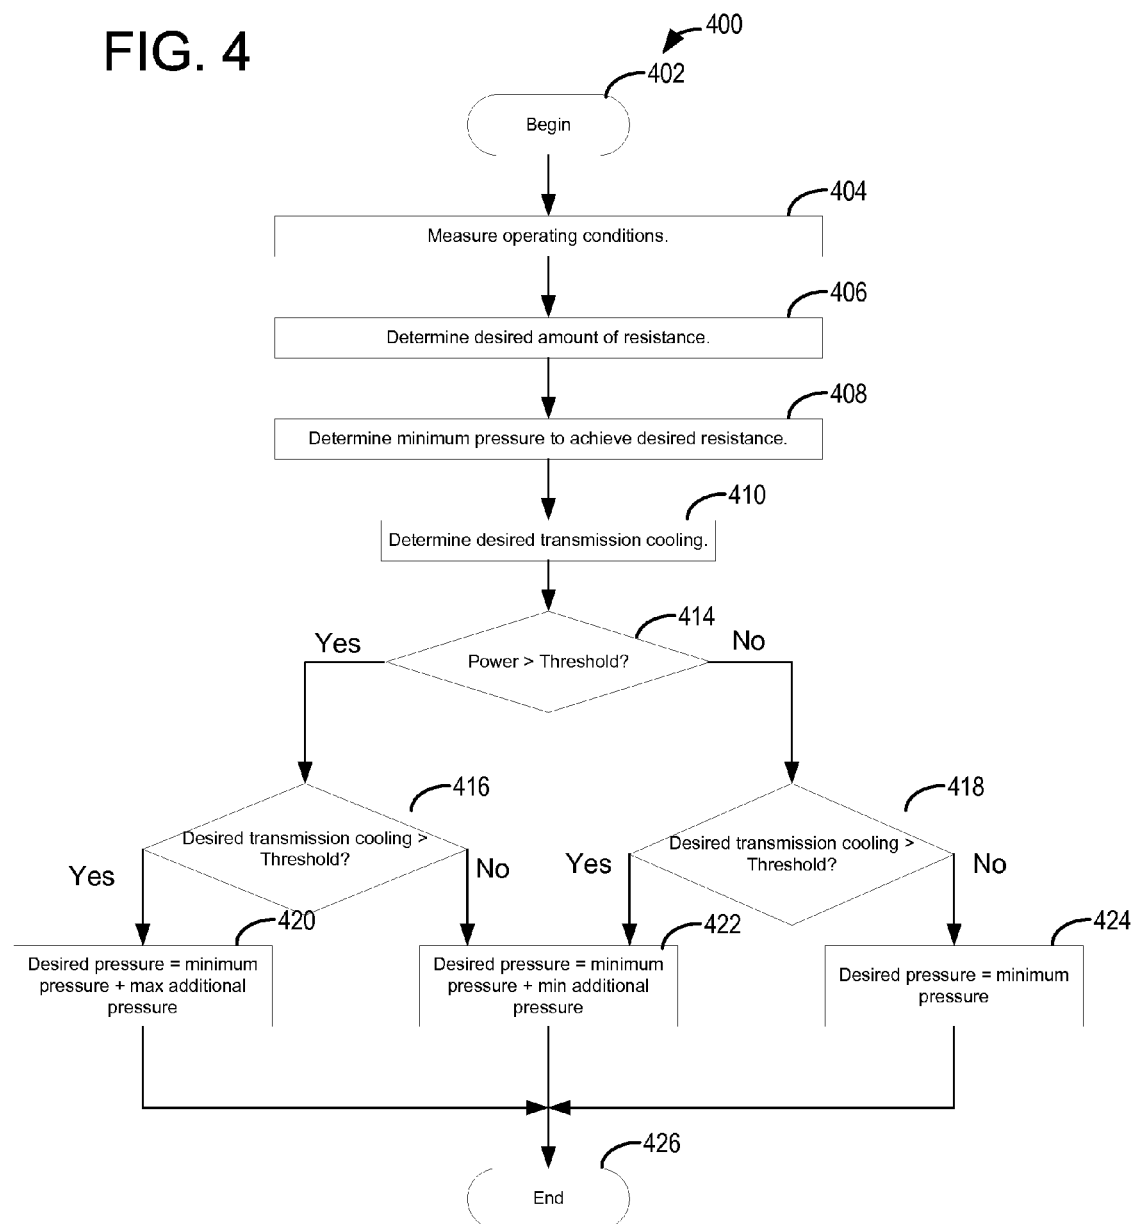 FIG. 4
400
402
Begin
404
Measure operating conditions.
406
Determine desired amount of resistance.
408
Determine minimum pressure to achieve desired resistance.
410
Determine desired transmission cooling.
414
Yes
Power > Threshold?
No
416
Desired transmission cooling >
Threshold?
Yes
No
418
Desired transmission cooling >
Threshold?
Yes
No
420
Desired pressure = minimum
pressure + max additional
pressure
422
Desired pressure = minimum
pressure + min additional
pressure
424
Desired pressure = minimum
pressure
426
End